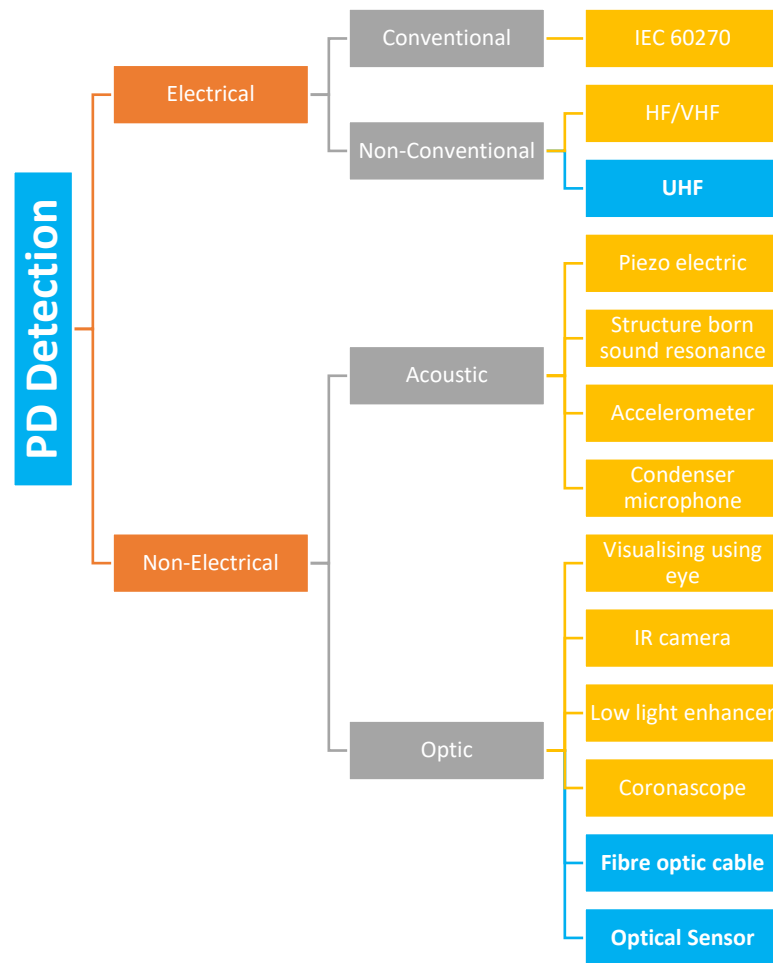 PD Detection
Electrical
Conventional
IEC 60270
Non-Conventional
HF/VHF
UHF
Non-Electrical
Acoustic
Piezo electric
Structure born
sound resonance
Accelerometer
Condenser
microphone
Optic
Visualising using
eye
IR camera
Low light enhancer
Coronascope
Fibre optic cable
Optical Sensor